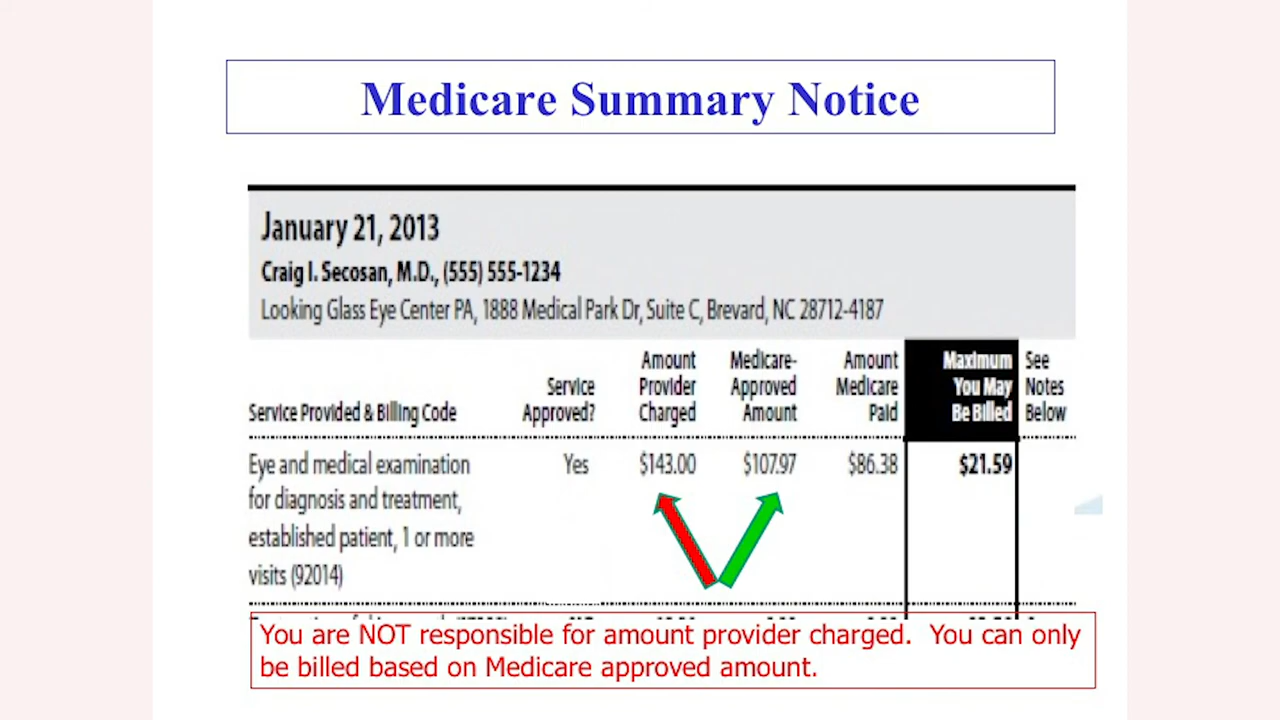 Medicare Summary Notice
January 21, 2013
Craig I. Secosan, M.D., (555) 555-1234
Looking Glass Eye Center PA, 1888 Medical Park Dr, Suite C, Brevard, NC 28712-4187
Amount Medicare- Amount Maximum See
Service Provider Approved Medicare You May Notes
Service Provided & Billing Code Approved? Charged Amount Paid Be Billed Below
Eye and medical examination Yes $143.00 $107.97 $86.38 $21.59
for diagnosis and treatment,
established patient, 1 or more
visits (92014)
You are NOT responsible for amount provider charged. You can only
be billed based on Medicare approved amount.